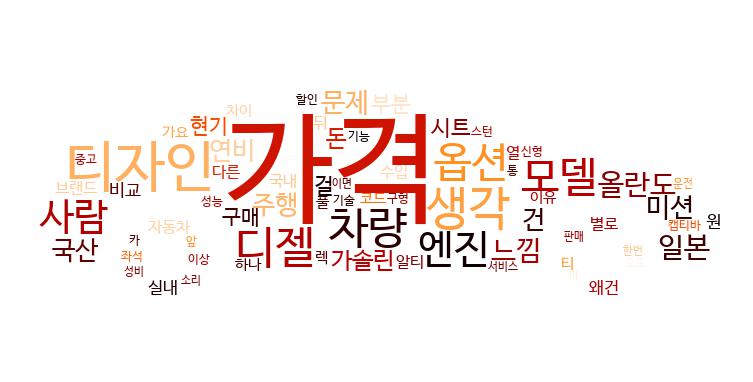 할인
문제
부분
차이
뒤
가요
현기
돈
기능
시트
스턴
가격
연비
디자인
중고
다른
국내
수입
옵션
열
신형
통
모델
올란도
운전
브랜드
비교
성능
걸
이면
풀
기술
코드
구형
주행
생각
이유
미션
사람
구매
차량
건
별로
캡티바
원
자동차
국산
카
앞
디젤
엔진
느낌
판매
일본
한번
좌석
이상
하나
렉
가솔린
알티
서비스
티
성비
소리
실내
왜건